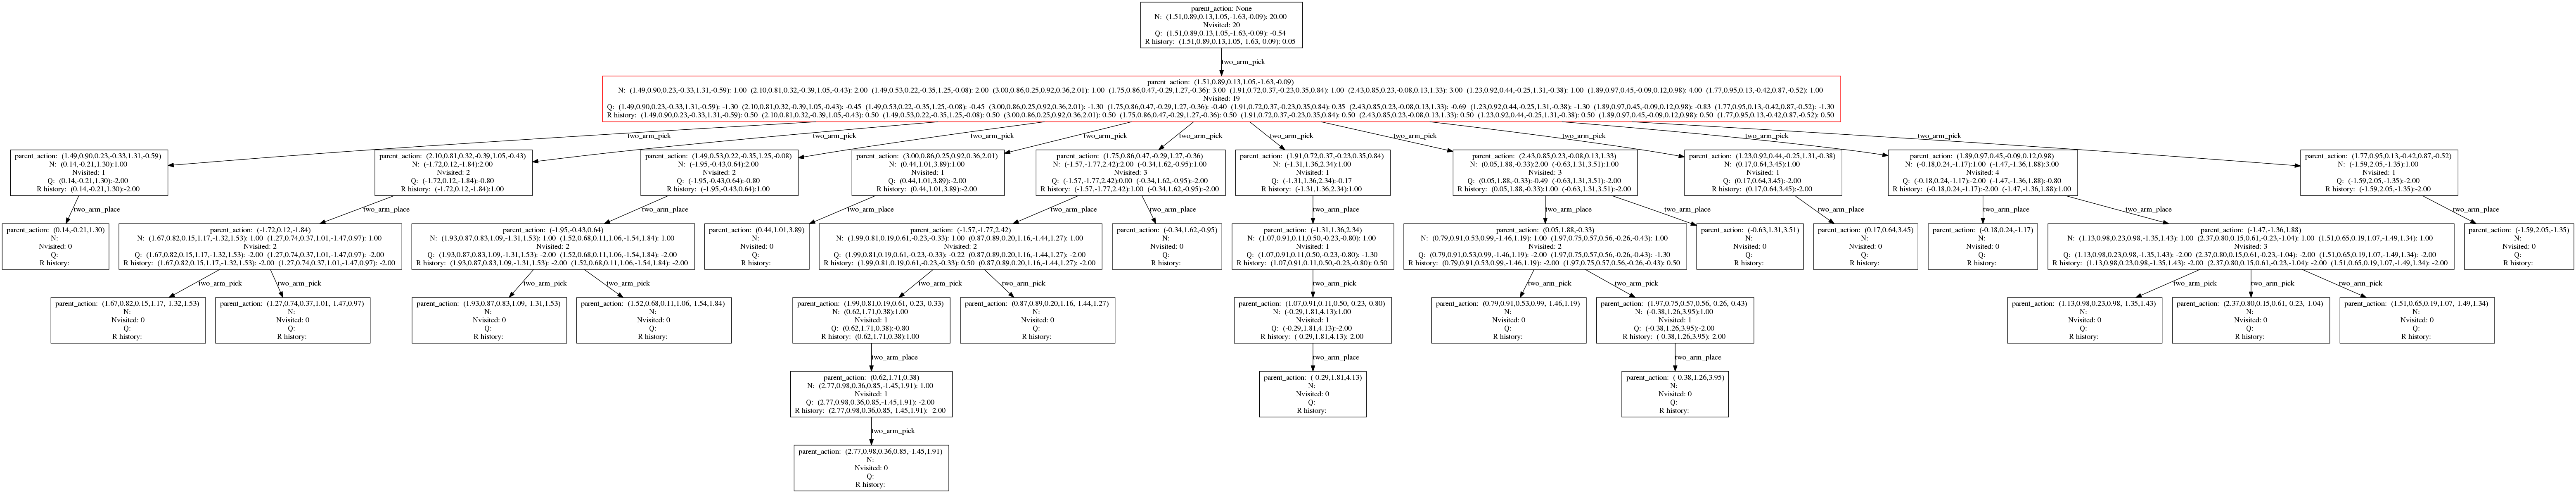 parent_action: None
N: (1.51,0.89,0.13,1.05,-1.63,-0.09): 20.00
Nvisited: 20
Q: (1.51,0.89,0.13,1.05,-1.63,-0.09): -0.54
R history: (1.51,0.89,0.13,1.05,-1.63,-0.09): 0.05
two_arm_pick
parent_action: (1.51,0.89,0.13,1.05,-1.63,-0.09)
N: (1.49,0.90,0.23,-0.33,1.31,-0.59): 1.00 (2.10,0.81,0.32,-0.39,1.05,-0.43): 2.00 (1.49,0.53,0.22,-0.35,1.25,-0.08): 2.00 (3.00,0.86,0.25,0.92,0.36,2.01): 1.00 (1.75,0.86,0.47,-0.29,1.27,-0.36): 3.00 (1.91,0.72,0.37,-0.23,0.35,0.84): 1.00 (2.43,0.85,0.23,-0.08,0.13,1.33): 3.00 (1.23,0.92,0.44,-0.25,1.31,-0.38): 1.00 (1.89,0.97,0.45,-0.09,0.12,0.98): 4.00 (1.77,0.95,0.13,-0.42,0.87,-0.52): 1.00
Nvisited: 19
Q: (1.49,0.90,0.23,-0.33,1.31,-0.59): -1.30 (2.10,0.81,0.32,-0.39,1.05,-0.43): -0.45 (1.49,0.53,0.22,-0.35,1.25,-0.08): -0.45 (3.00,0.86,0.25,0.92,0.36,2.01): -1.30 (1.75,0.86,0.47,-0.29,1.27,-0.36): -0.40 (1.91,0.72,0.37,-0.23,0.35,0.84): 0.35 (2.43,0.85,0.23,-0.08,0.13,1.33): -0.69 (1.23,0.92,0.44,-0.25,1.31,-0.38): -1.30 (1.89,0.97,0.45,-0.09,0.12,0.98): -0.83 (1.77,0.95,0.13,-0.42,0.87,-0.52): -1.30
R history: (1.49,0.90,0.23,-0.33,1.31,-0.59): 0.50 (2.10,0.81,0.32,-0.39,1.05,-0.43): 0.50 (1.49,0.53,0.22,-0.35,1.25,-0.08): 0.50 (3.00,0.86,0.25,0.92,0.36,2.01): 0.50 (1.75,0.86,0.47,-0.29,1.27,-0.36): 0.50 (1.91,0.72,0.37,-0.23,0.35,0.84): 0.50 (2.43,0.85,0.23,-0.08,0.13,1.33): 0.50 (1.23,0.92,0.44,-0.25,1.31,-0.38): 0.50 (1.89,0.97,0.45,-0.09,0.12,0.98): 0.50 (1.77,0.95,0.13,-0.42,0.87,-0.52): 0.50
two_arm_pick
two_arm_pick
two_arm_pick
two_arm_pick
two_arm_pick
two_arm_pick
two_arm_pick
two_arm_pick
two_arm_pick
two_arm_pick
parent_action: (1.49,0.90,0.23,-0.33,1.31,-0.59)
N: (0.14,-0.21,1.30):1.00
Nvisited: 1
Q: (0.14,-0.21,1.30):-2.00
R history: (0.14,-0.21,1.30):-2.00
parent_action: (2.10,0.81,0.32,-0.39,1.05,-0.43)
N: (-1.72,0.12,-1.84):2.00
Nvisited: 2
Q: (-1.72,0.12,-1.84):-0.80
R history: (-1.72,0.12,-1.84):1.00
parent_action: (1.49,0.53,0.22,-0.35,1.25,-0.08)
N: (-1.95,-0.43,0.64):2.00
Nvisited: 2
Q: (-1.95,-0.43,0.64):-0.80
R history: (-1.95,-0.43,0.64):1.00
parent_action: (3.00,0.86,0.25,0.92,0.36,2.01)
N: (0.44,1.01,3.89):1.00
Nvisited: 1
Q: (0.44,1.01,3.89):-2.00
R history: (0.44,1.01,3.89):-2.00
parent_action: (1.75,0.86,0.47,-0.29,1.27,-0.36)
N: (-1.57,-1.77,2.42):2.00 (-0.34,1.62,-0.95):1.00
Nvisited: 3
Q: (-1.57,-1.77,2.42):0.00 (-0.34,1.62,-0.95):-2.00
R history: (-1.57,-1.77,2.42):1.00 (-0.34,1.62,-0.95):-2.00
parent_action: (1.91,0.72,0.37,-0.23,0.35,0.84)
N: (-1.31,1.36,2.34):1.00
Nvisited: 1
Q: (-1.31,1.36,2.34):-0.17
R history: (-1.31,1.36,2.34):1.00
parent_action: (2.43,0.85,0.23,-0.08,0.13,1.33)
N: (0.05,1.88,-0.33):2.00 (-0.63,1.31,3.51):1.00
Nvisited: 3
Q: (0.05,1.88,-0.33):-0.49 (-0.63,1.31,3.51):-2.00
R history: (0.05,1.88,-0.33):1.00 (-0.63,1.31,3.51):-2.00
parent_action: (1.23,0.92,0.44,-0.25,1.31,-0.38)
N: (0.17,0.64,3.45):1.00
Nvisited: 1
Q: (0.17,0.64,3.45):-2.00
R history: (0.17,0.64,3.45):-2.00
parent_action: (1.89,0.97,0.45,-0.09,0.12,0.98)
N: (-0.18,0.24,-1.17):1.00 (-1.47,-1.36,1.88):3.00
Nvisited: 4
Q: (-0.18,0.24,-1.17):-2.00 (-1.47,-1.36,1.88):-0.80
R history: (-0.18,0.24,-1.17):-2.00 (-1.47,-1.36,1.88):1.00
parent_action: (1.77,0.95,0.13,-0.42,0.87,-0.52)
N: (-1.59,2.05,-1.35):1.00
Nvisited: 1
Q: (-1.59,2.05,-1.35):-2.00
R history: (-1.59,2.05,-1.35):-2.00
two_arm_place
two_arm_place
two_arm_place
two_arm_place
two_arm_place
two_arm_place
two_arm_place
two_arm_place
two_arm_place
two_arm_place
two_arm_place
two_arm_place
two_arm_place
parent_action: (0.14,-0.21,1.30)
N:
Nvisited: 0
Q:
R history:
parent_action: (-1.72,0.12,-1.84)
N: (1.67,0.82,0.15,1.17,-1.32,1.53): 1.00 (1.27,0.74,0.37,1.01,-1.47,0.97): 1.00
Nvisited: 2
Q: (1.67,0.82,0.15,1.17,-1.32,1.53): -2.00 (1.27,0.74,0.37,1.01,-1.47,0.97): -2.00
R history: (1.67,0.82,0.15,1.17,-1.32,1.53): -2.00 (1.27,0.74,0.37,1.01,-1.47,0.97): -2.00
parent_action: (-1.95,-0.43,0.64)
N: (1.93,0.87,0.83,1.09,-1.31,1.53): 1.00 (1.52,0.68,0.11,1.06,-1.54,1.84): 1.00
Nvisited: 2
Q: (1.93,0.87,0.83,1.09,-1.31,1.53): -2.00 (1.52,0.68,0.11,1.06,-1.54,1.84): -2.00
R history: (1.93,0.87,0.83,1.09,-1.31,1.53): -2.00 (1.52,0.68,0.11,1.06,-1.54,1.84): -2.00
parent_action: (0.44,1.01,3.89)
N:
Nvisited: 0
Q:
R history:
parent_action: (-1.57,-1.77,2.42)
N: (1.99,0.81,0.19,0.61,-0.23,-0.33): 1.00 (0.87,0.89,0.20,1.16,-1.44,1.27): 1.00
Nvisited: 2
Q: (1.99,0.81,0.19,0.61,-0.23,-0.33): -0.22 (0.87,0.89,0.20,1.16,-1.44,1.27): -2.00
R history: (1.99,0.81,0.19,0.61,-0.23,-0.33): 0.50 (0.87,0.89,0.20,1.16,-1.44,1.27): -2.00
parent_action: (-0.34,1.62,-0.95)
N:
Nvisited: 0
Q:
R history:
parent_action: (-1.31,1.36,2.34)
N: (1.07,0.91,0.11,0.50,-0.23,-0.80): 1.00
Nvisited: 1
Q: (1.07,0.91,0.11,0.50,-0.23,-0.80): -1.30
R history: (1.07,0.91,0.11,0.50,-0.23,-0.80): 0.50
parent_action: (0.05,1.88,-0.33)
N: (0.79,0.91,0.53,0.99,-1.46,1.19): 1.00 (1.97,0.75,0.57,0.56,-0.26,-0.43): 1.00
Nvisited: 2
Q: (0.79,0.91,0.53,0.99,-1.46,1.19): -2.00 (1.97,0.75,0.57,0.56,-0.26,-0.43): -1.30
R history: (0.79,0.91,0.53,0.99,-1.46,1.19): -2.00 (1.97,0.75,0.57,0.56,-0.26,-0.43): 0.50
parent_action: (-0.63,1.31,3.51)
N:
Nvisited: 0
Q:
R history:
parent_action: (0.17,0.64,3.45)
N:
Nvisited: 0
Q:
R history:
parent_action: (-0.18,0.24,-1.17)
N:
Nvisited: 0
Q:
R history:
parent_action: (-1.47,-1.36,1.88)
N: (1.13,0.98,0.23,0.98,-1.35,1.43): 1.00 (2.37,0.80,0.15,0.61,-0.23,-1.04): 1.00 (1.51,0.65,0.19,1.07,-1.49,1.34): 1.00
Nvisited: 3
Q: (1.13,0.98,0.23,0.98,-1.35,1.43): -2.00 (2.37,0.80,0.15,0.61,-0.23,-1.04): -2.00 (1.51,0.65,0.19,1.07,-1.49,1.34): -2.00
R history: (1.13,0.98,0.23,0.98,-1.35,1.43): -2.00 (2.37,0.80,0.15,0.61,-0.23,-1.04): -2.00 (1.51,0.65,0.19,1.07,-1.49,1.34): -2.00
parent_action: (-1.59,2.05,-1.35)
N:
Nvisited: 0
Q:
R history:
two_arm_pick
two_arm_pick
two_arm_pick
two_arm_pick
two_arm_pick
two_arm_pick
two_arm_pick
two_arm_pick
two_arm_pick
two_arm_pick
two_arm_pick
two_arm_pick
parent_action: (1.67,0.82,0.15,1.17,-1.32,1.53)
N:
Nvisited: 0
Q:
R history:
parent_action: (1.27,0.74,0.37,1.01,-1.47,0.97)
N:
Nvisited: 0
Q:
R history:
parent_action: (1.93,0.87,0.83,1.09,-1.31,1.53)
N:
Nvisited: 0
Q:
R history:
parent_action: (1.52,0.68,0.11,1.06,-1.54,1.84)
N:
Nvisited: 0
Q:
R history:
parent_action: (1.99,0.81,0.19,0.61,-0.23,-0.33)
N: (0.62,1.71,0.38):1.00
Nvisited: 1
Q: (0.62,1.71,0.38):-0.80
R history: (0.62,1.71,0.38):1.00
parent_action: (0.87,0.89,0.20,1.16,-1.44,1.27)
N:
Nvisited: 0
Q:
R history:
parent_action: (1.07,0.91,0.11,0.50,-0.23,-0.80)
N: (-0.29,1.81,4.13):1.00
Nvisited: 1
Q: (-0.29,1.81,4.13):-2.00
R history: (-0.29,1.81,4.13):-2.00
parent_action: (0.79,0.91,0.53,0.99,-1.46,1.19)
N:
Nvisited: 0
Q:
R history:
parent_action: (1.97,0.75,0.57,0.56,-0.26,-0.43)
N: (-0.38,1.26,3.95):1.00
Nvisited: 1
Q: (-0.38,1.26,3.95):-2.00
R history: (-0.38,1.26,3.95):-2.00
parent_action: (1.13,0.98,0.23,0.98,-1.35,1.43)
N:
Nvisited: 0
Q:
R history:
parent_action: (2.37,0.80,0.15,0.61,-0.23,-1.04)
N:
Nvisited: 0
Q:
R history:
parent_action: (1.51,0.65,0.19,1.07,-1.49,1.34)
N:
Nvisited: 0
Q:
R history:
two_arm_place
two_arm_place
two_arm_place
parent_action: (0.62,1.71,0.38)
N: (2.77,0.98,0.36,0.85,-1.45,1.91): 1.00
Nvisited: 1
Q: (2.77,0.98,0.36,0.85,-1.45,1.91): -2.00
R history: (2.77,0.98,0.36,0.85,-1.45,1.91): -2.00
parent_action: (-0.29,1.81,4.13)
N:
Nvisited: 0
Q:
R history:
parent_action: (-0.38,1.26,3.95)
N:
Nvisited: 0
Q:
R history:
two_arm_pick
parent_action: (2.77,0.98,0.36,0.85,-1.45,1.91)
N:
Nvisited: 0
Q:
R history: